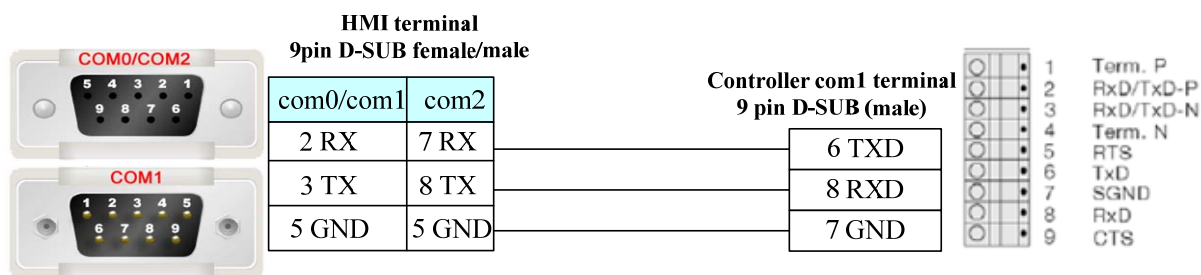 HMI terminal
9pin D-SUB female/male
COM0/COM2
5 4 3 2 1
9 8 7 6
COM1
1 2 3 4 5
6 7 8 9
com0/com1 com2
2 RX 7 RX
3 TX 8 TX
5 GND 5 GND
Controller com1 terminal
9 pin D-SUB (male)
6 TXD
8 RXD
7 GND
1 Term. P
2 RxD/TxD-P
3 RxD/TxD-N
4 Term. N
5 RTS
6 TxD
7 SGND
8 RxD
9 CTS